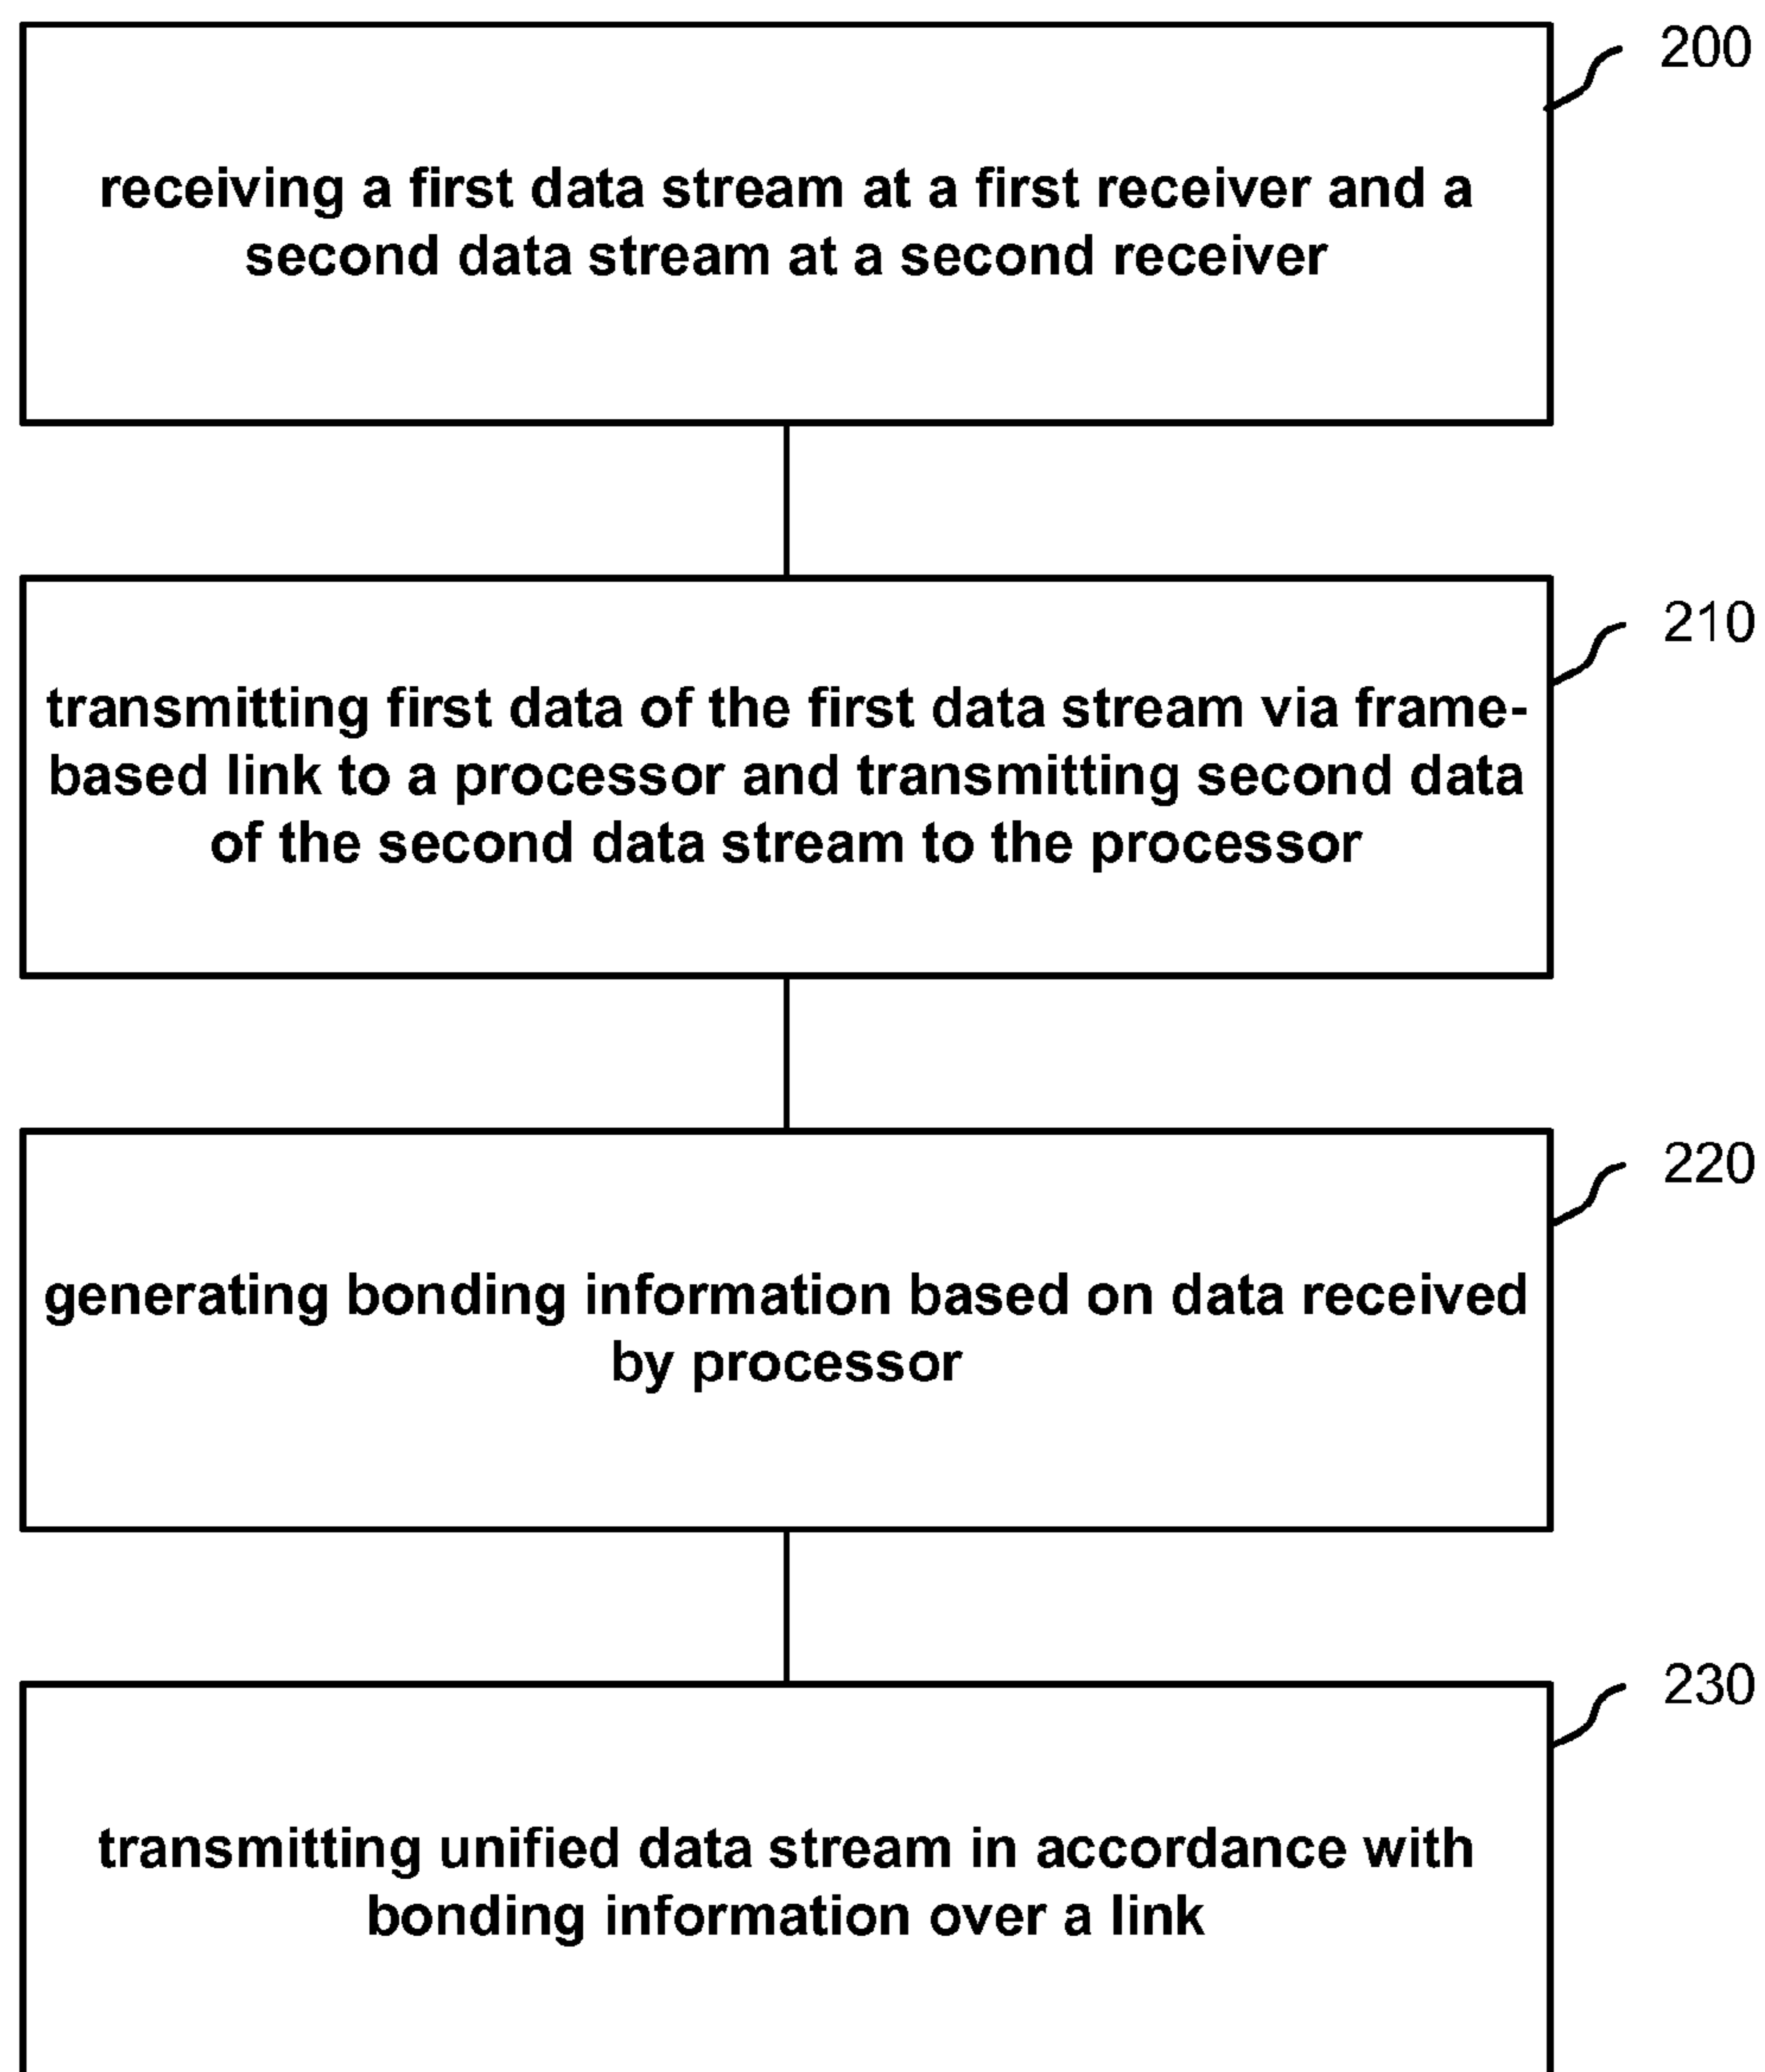 200
receiving a first data stream at a first receiver and a
second data stream at a second receiver
210
transmitting first data of the first data stream via frame-
based link to a processor and transmitting second data
of the second data stream to the processor
220
generating bonding information based on data received
by processor
230
transmitting unified data stream in accordance with
bonding information over a link